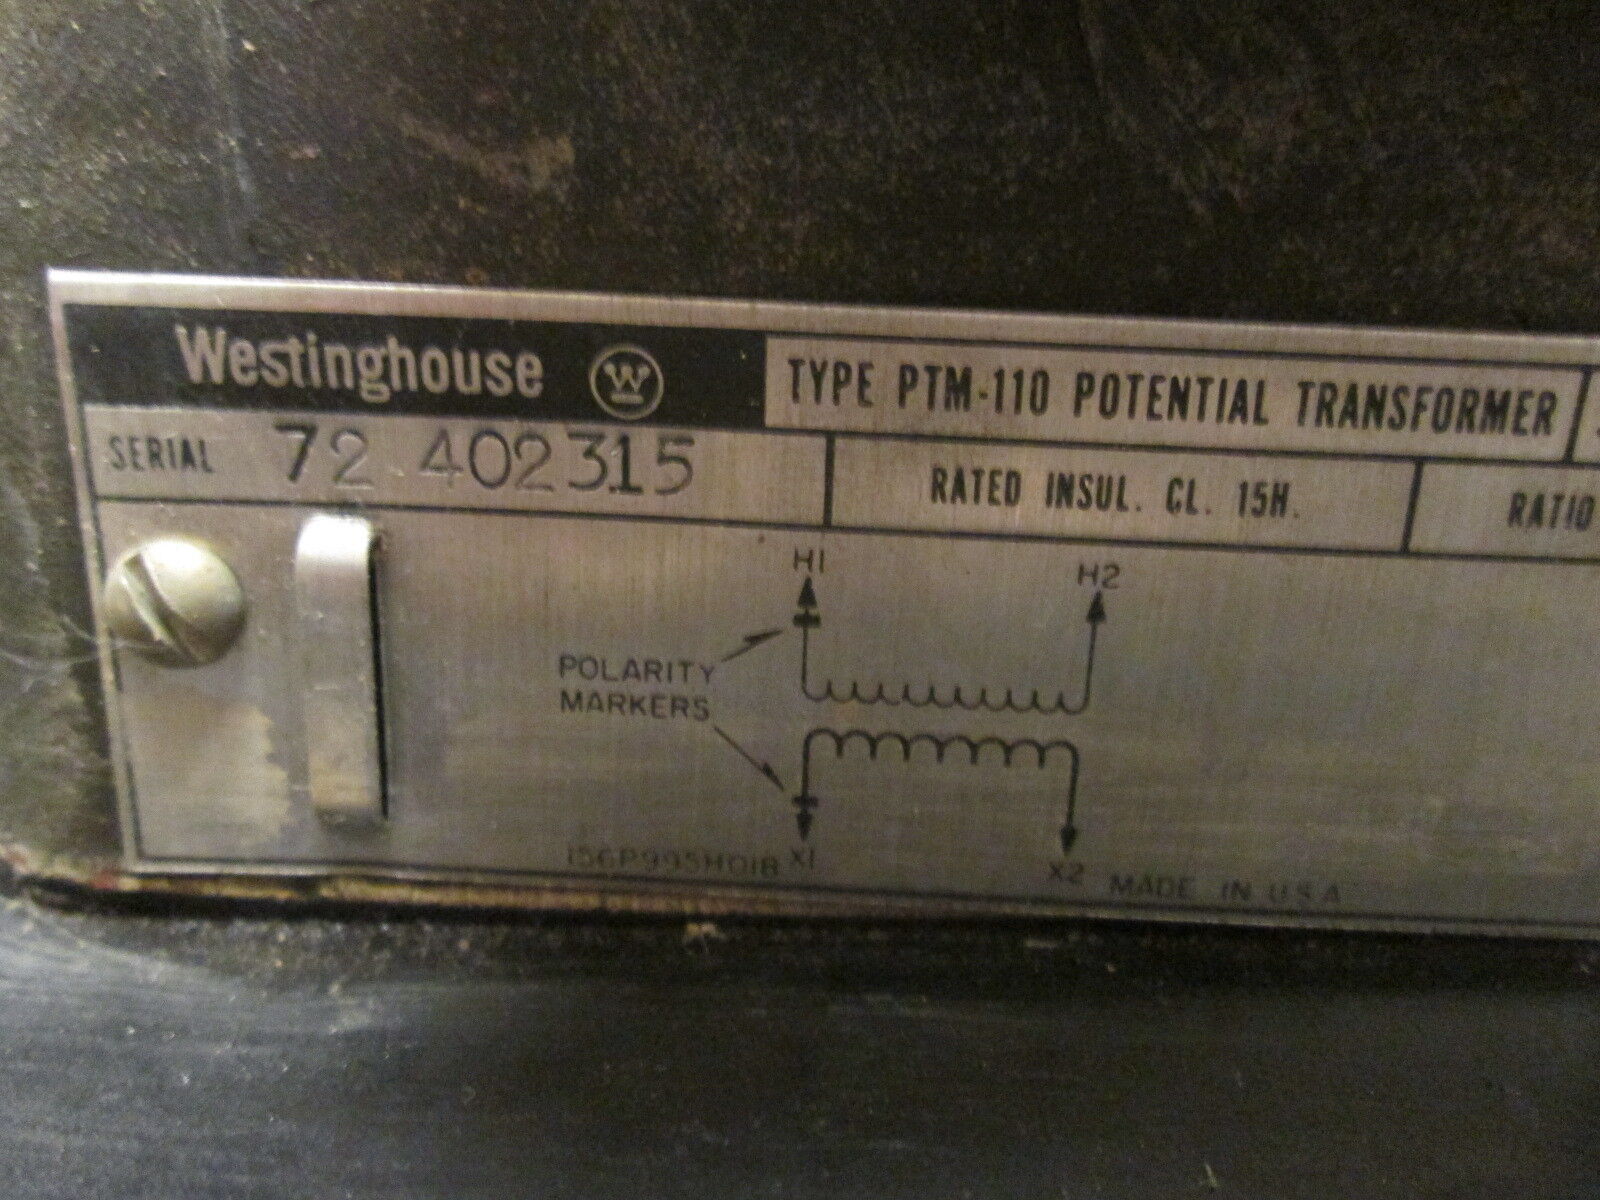 Westinghouse W TYPE PTM-110 POTENTIAL TRANSFORMER
SERIAL 72 402315 RATED INSUL. CL. 15H. RATIO
H1 H2
POLARITY
MARKERS
156P995H01B X1 X2 MADE IN U.S.A